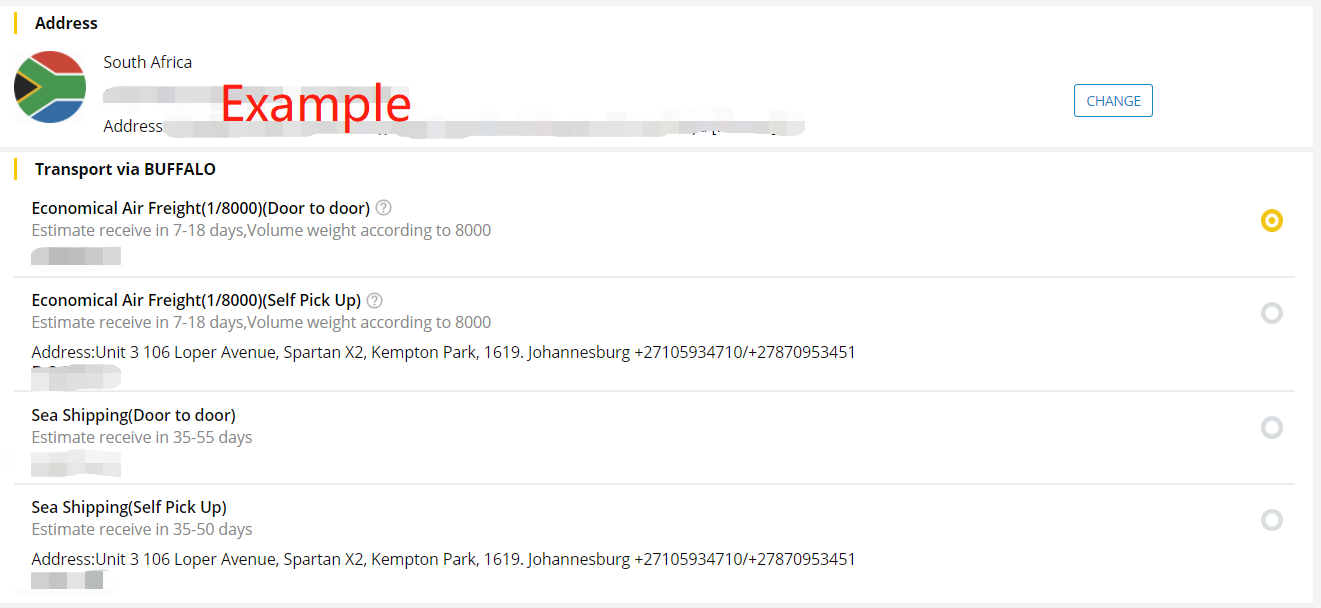 Address
South Africa
Example
Address
CHANGE
Transport via BUFFALO
Economical Air Freight(1/8000)(Door to door) ?
Estimate receive in 7-18 days,Volume weight according to 8000
Economical Air Freight(1/8000)(Self Pick Up) ?
Estimate receive in 7-18 days,Volume weight according to 8000
Address:Unit 3 106 Loper Avenue, Spartan X2, Kempton Park, 1619. Johannesburg +27105934710/+27870953451
Sea Shipping(Door to door)
Estimate receive in 35-55 days
Sea Shipping(Self Pick Up)
Estimate receive in 35-50 days
Address:Unit 3 106 Loper Avenue, Spartan X2, Kempton Park, 1619. Johannesburg +27105934710/+27870953451